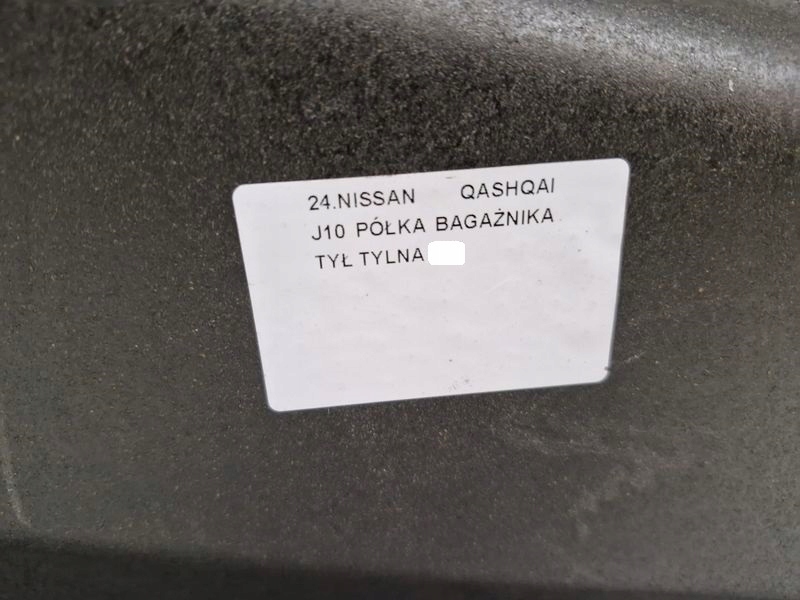 24.NISSAN QASHQAI
J10 PÓŁKA BAGAŻNIKA
TYŁ TYLNA